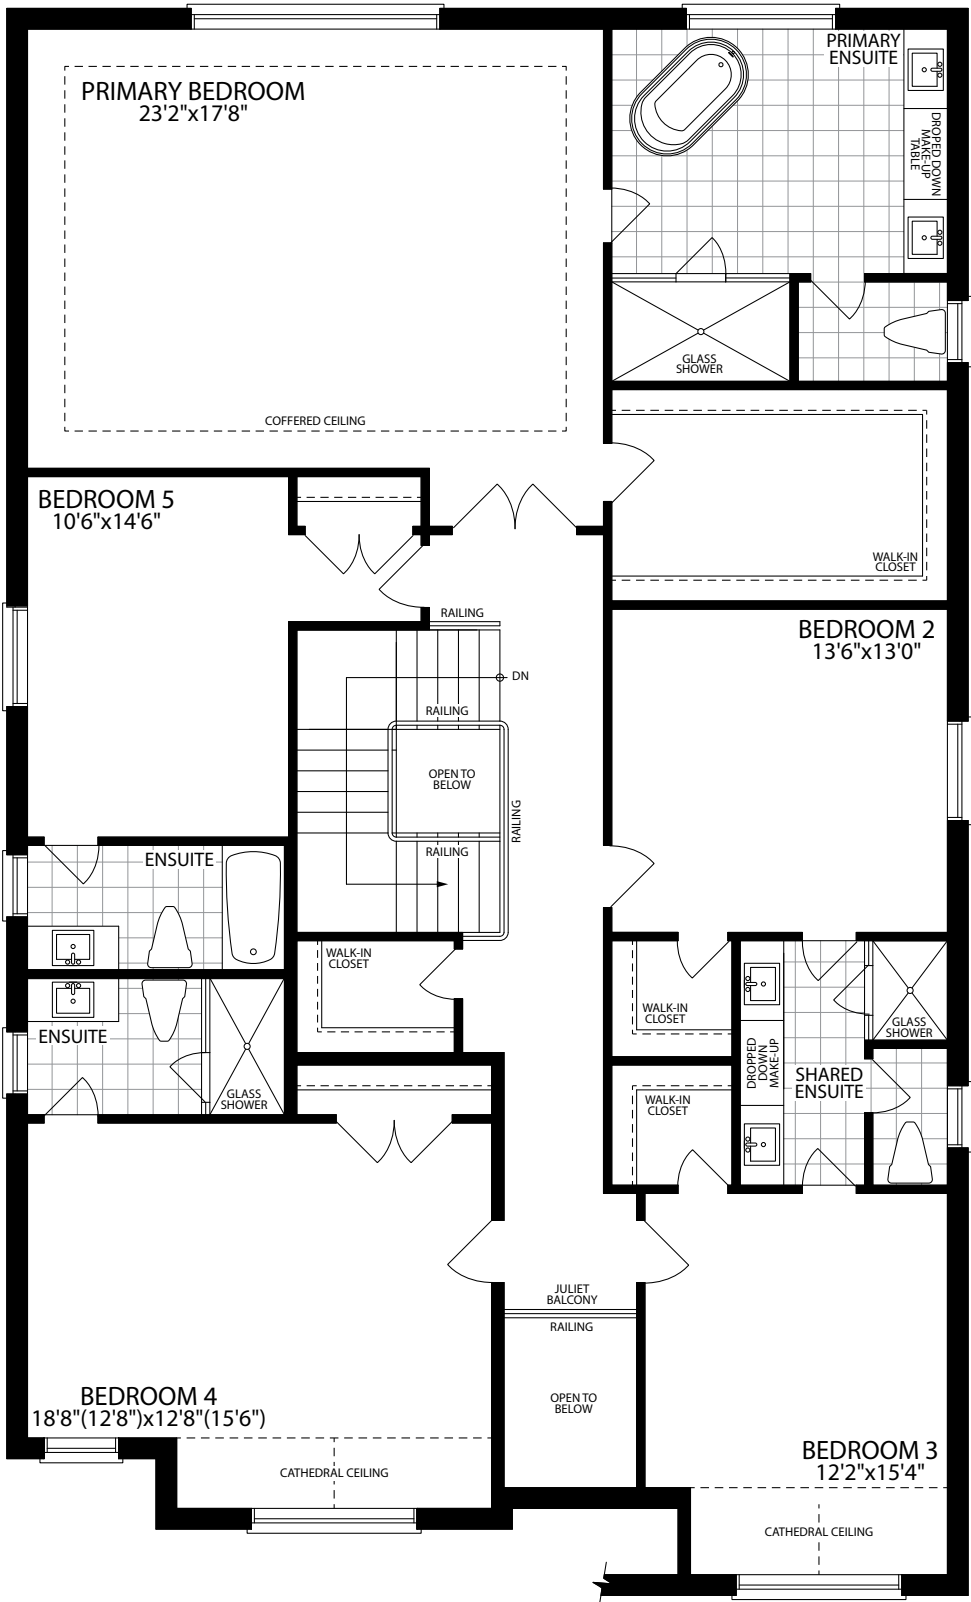 PRIMARY BEDROOM
23'2"x17'8"
COFFERED CEILING
PRIMARY
ENSUITE
DROPED DOWN
MAKE-UP
TABLE
GLASS
SHOWER
WALK-IN
CLOSET
BEDROOM 5
10'6"x14'6"
RAILING
DN
RAILING
OPEN TO
BELOW
RAILING
RAILING
BEDROOM 2
13'6"x13'0"
ENSUITE
WALK-IN
CLOSET
ENSUITE
GLASS
SHOWER
WALK-IN
CLOSET
WALK-IN
CLOSET
DROPPED
DOWN
MAKE-UP
SHARED
ENSUITE
GLASS
SHOWER
JULIET
BALCONY
RAILING
OPEN TO
BELOW
BEDROOM 4
18'8"(12'8")x12'8"(15'6")
CATHEDRAL CEILING
BEDROOM 3
12'2"x15'4"
CATHEDRAL CEILING